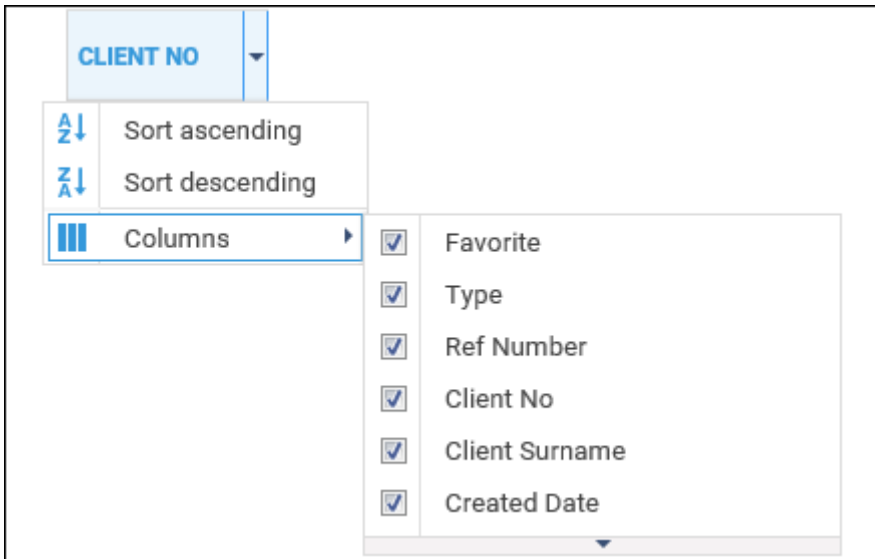 CLIENT NO
Sort ascending
Sort descending
Columns
Favorite
Type
Ref Number
Client No
Client Surname
Created Date